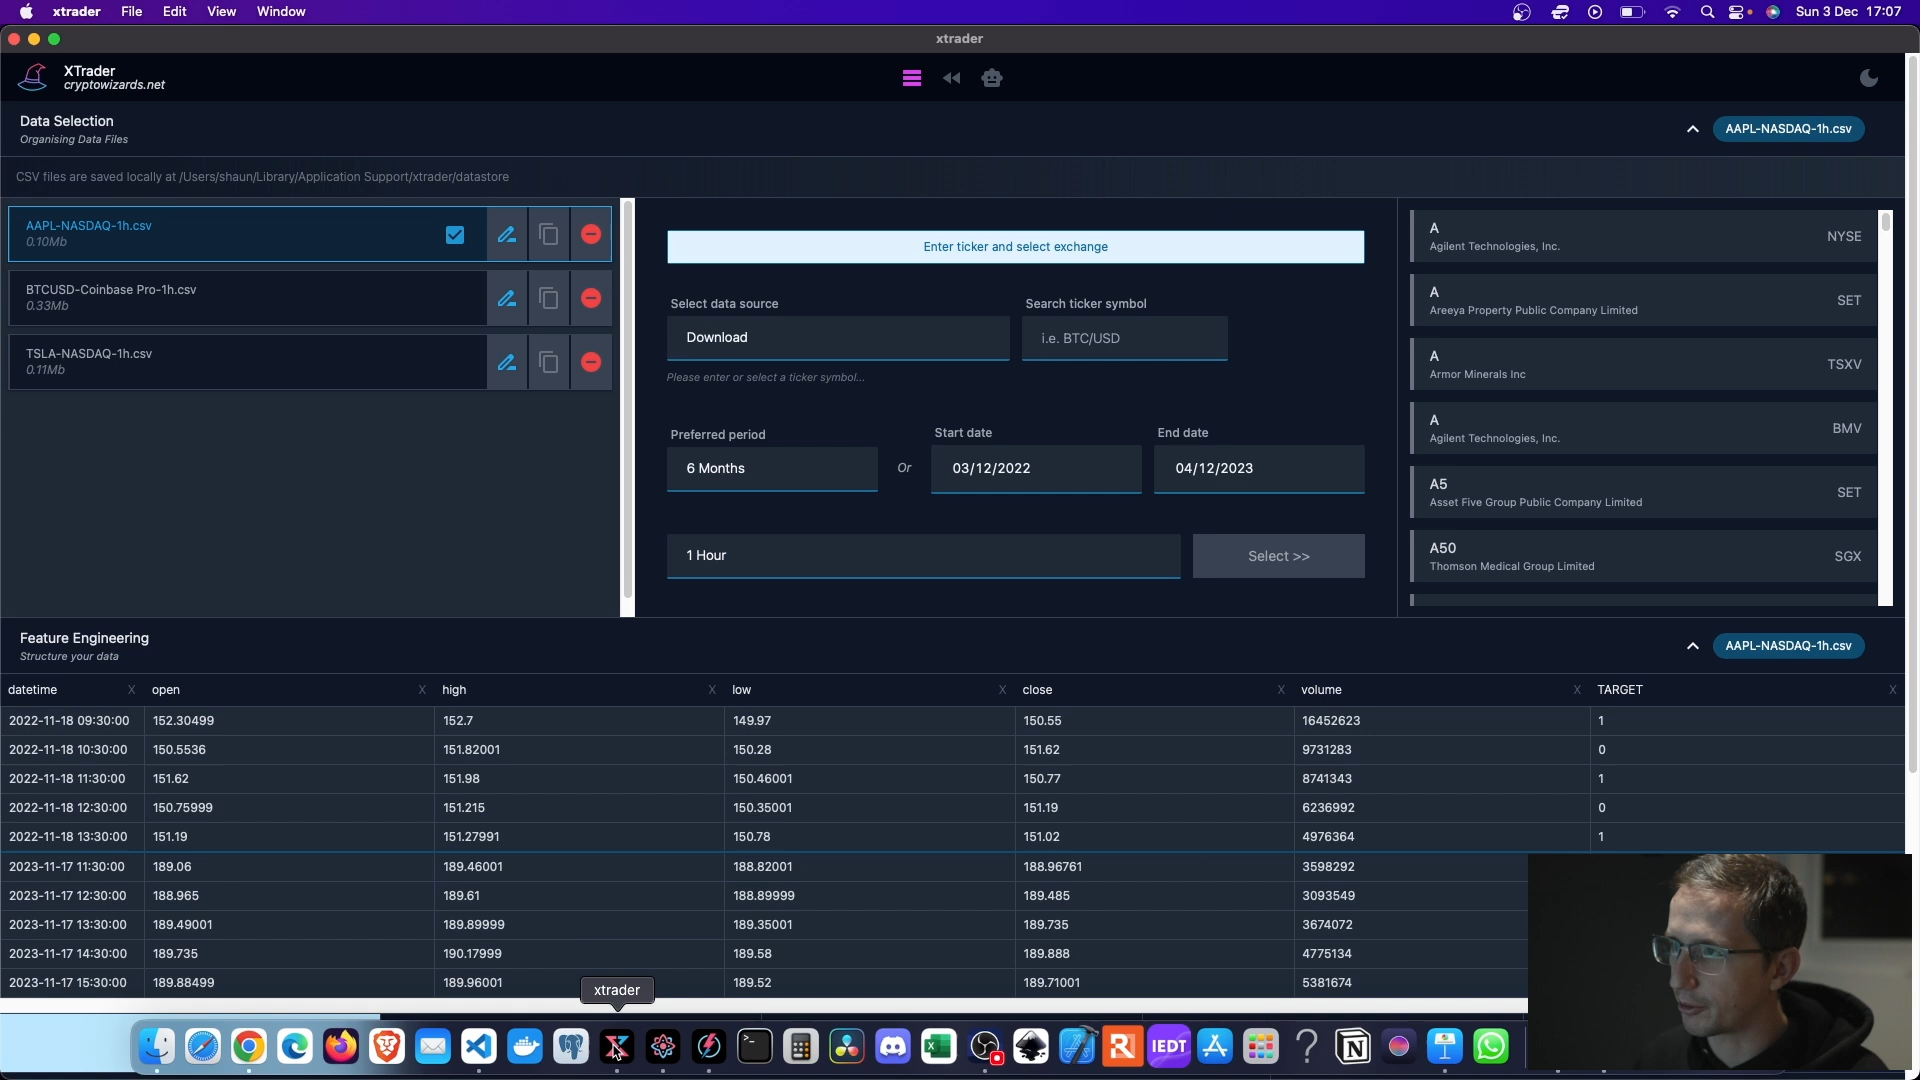 xtrader File Edit View Window
Sun 3 Dec 17:07
xtrader
XTrader
cryptowizards.net
Data Selection
Organising Data Files
AAPL-NASDAQ-1h.csv
CSV files are saved locally at /Users/shaun/Library/Application Support/xtrader/datastore
AAPL-NASDAQ-1h.csv
0.10Mb
BTCUSD-Coinbase Pro-1h.csv
0.33Mb
TSLA-NASDAQ-1h.csv
0.11Mb
Enter ticker and select exchange
Select data source
Search ticker symbol
Download
i.e. BTC/USD
Please enter or select a ticker symbol...
Preferred period
Start date
End date
6 Months
Or
03/12/2022
04/12/2023
1 Hour
Select >>
A
Agilent Technologies, Inc.
NYSE
A
Areeya Property Public Company Limited
SET
A
Armor Minerals Inc
TSXV
A
Agilent Technologies, Inc.
BMV
A5
Asset Five Group Public Company Limited
SET
A50
Thomson Medical Group Limited
SGX
Feature Engineering
Structure your data
AAPL-NASDAQ-1h.csv
datetime X open X high X low X close X volume X TARGET X
2022-11-18 09:30:00 152.30499 152.7 149.97 150.55 16452623 1
2022-11-18 10:30:00 150.5536 151.82001 150.28 151.62 9731283 0
2022-11-18 11:30:00 151.62 151.98 150.46001 150.77 8741343 1
2022-11-18 12:30:00 150.75999 151.215 150.35001 151.19 6236992 0
2022-11-18 13:30:00 151.19 151.27991 150.78 151.02 4976364 1
2023-11-17 11:30:00 189.06 189.46001 188.82001 188.96761 3598292
2023-11-17 12:30:00 188.965 189.61 188.89999 189.485 3093549
2023-11-17 13:30:00 189.49001 189.89999 189.35001 189.735 3674072
2023-11-17 14:30:00 189.735 190.17999 189.58 189.888 4775134
2023-11-17 15:30:00 189.88499 189.96001 189.52 189.71001 5381674
xtrader
IEDT